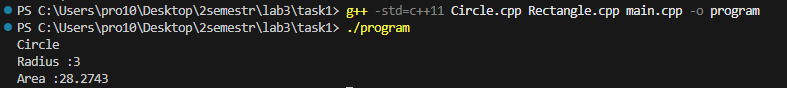 PS C:\Users\pro10\Desktop\2semestr\lab3\task1> g++ -std=c++11 Circle.cpp Rectangle.cpp main.cpp -o program
PS C:\Users\pro10\Desktop\2semestr\lab3\task1> ./program
Circle
Radius :3
Area :28.2743